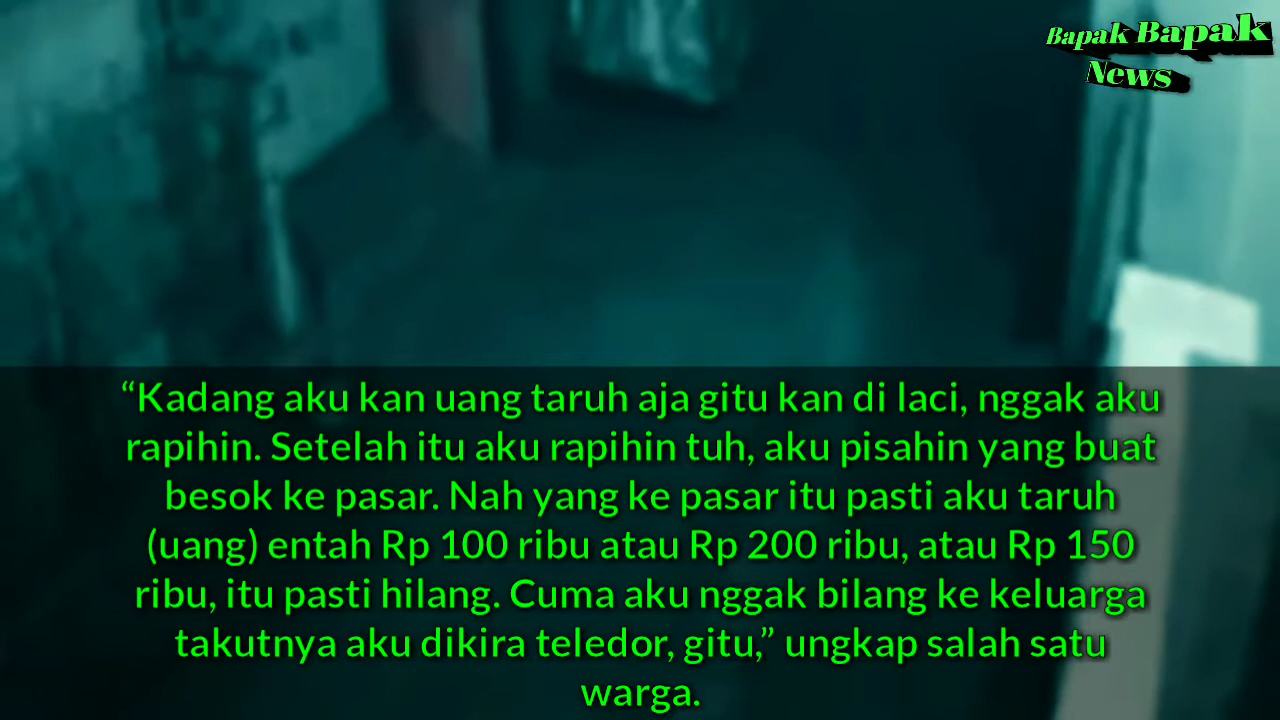 Bapak Bapak
News
“Kadang aku kan uang taruh aja gitu kan di laci, nggak aku
rapihin. Setelah itu aku rapihin tuh, aku pisahin yang buat
besok ke pasar. Nah yang ke pasar itu pasti aku taruh
(uang) entah Rp 100 ribu atau Rp 200 ribu, atau Rp 150
ribu, itu pasti hilang. Cuma aku nggak bilang ke keluarga
takutnya aku dikira teledor, gitu,” ungkap salah satu
warga.